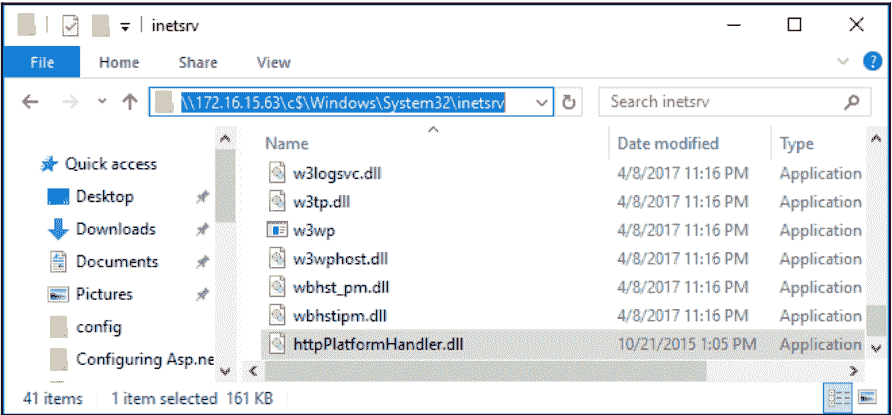 inetsrv
File Home Share View
\\172.16.15.63\c$\Windows\System32\inetsrv Search inetsrv
Name Date modified Type
Quick access
Desktop
Downloads
Documents
Pictures
config
Configuring Asp.ne
w3logsvc.dll 4/8/2017 11:16 PM Application
w3tp.dll 4/8/2017 11:16 PM Application
w3wp 4/8/2017 11:16 PM Application
w3wphost.dll 4/8/2017 11:16 PM Application
wbhst_pm.dll 4/8/2017 11:16 PM Application
wbhstipm.dll 4/8/2017 11:16 PM Application
httpPlatformHandler.dll 10/21/2015 1:05 PM Application
41 items 1 item selected 161 KB